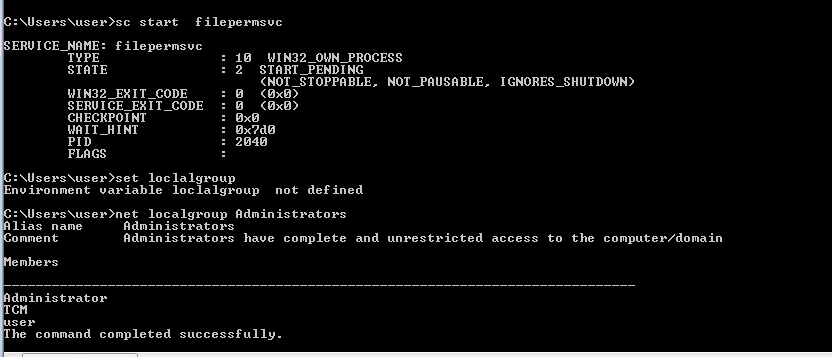 C:\Users\user>sc start  filepermsvc
SERVICE_NAME: filepermsvc
        TYPE               : 10  WIN32_OWN_PROCESS
        STATE              : 2  START_PENDING
                                (NOT_STOPPABLE, NOT_PAUSABLE, IGNORES_SHUTDOWN)
        WIN32_EXIT_CODE    : 0  (0x0)
        SERVICE_EXIT_CODE  : 0  (0x0)
        CHECKPOINT         : 0x0
        WAIT_HINT          : 0x7d0
        PID                : 2040
        FLAGS              :
C:\Users\user>set loclalgroup
Environment variable loclalgroup  not defined
C:\Users\user>net localgroup Administrators
Alias name     Administrators
Comment        Administrators have complete and unrestricted access to the computer/domain
Members
-------------------------------------------------------------------------------
Administrator
TCM
user
The command completed successfully.